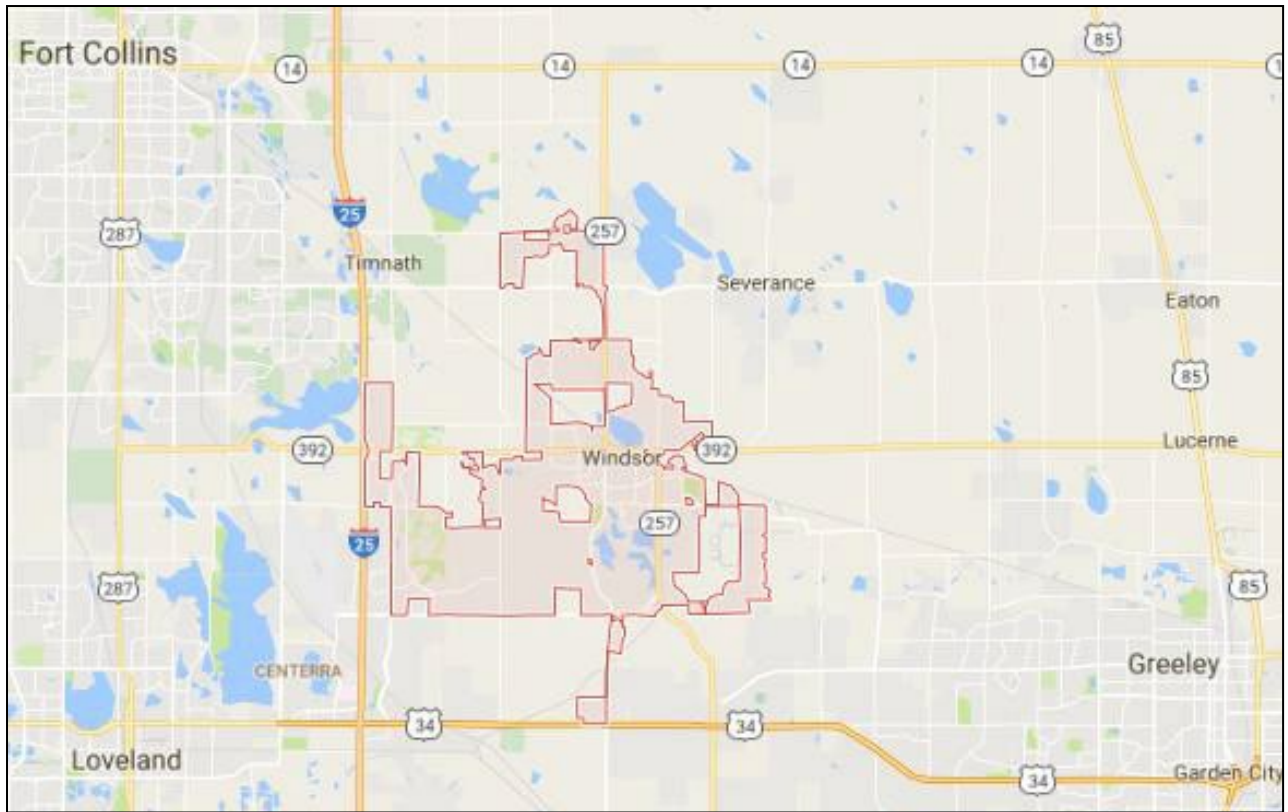 Fort Collins
85
14
14
14
14
25
257
287
Timnath
Severance
Eaton
85
392
Windsor
392
Lucerne
257
25
287
85
CENTERRA
Greeley
34
34
Loveland
34
Garden City